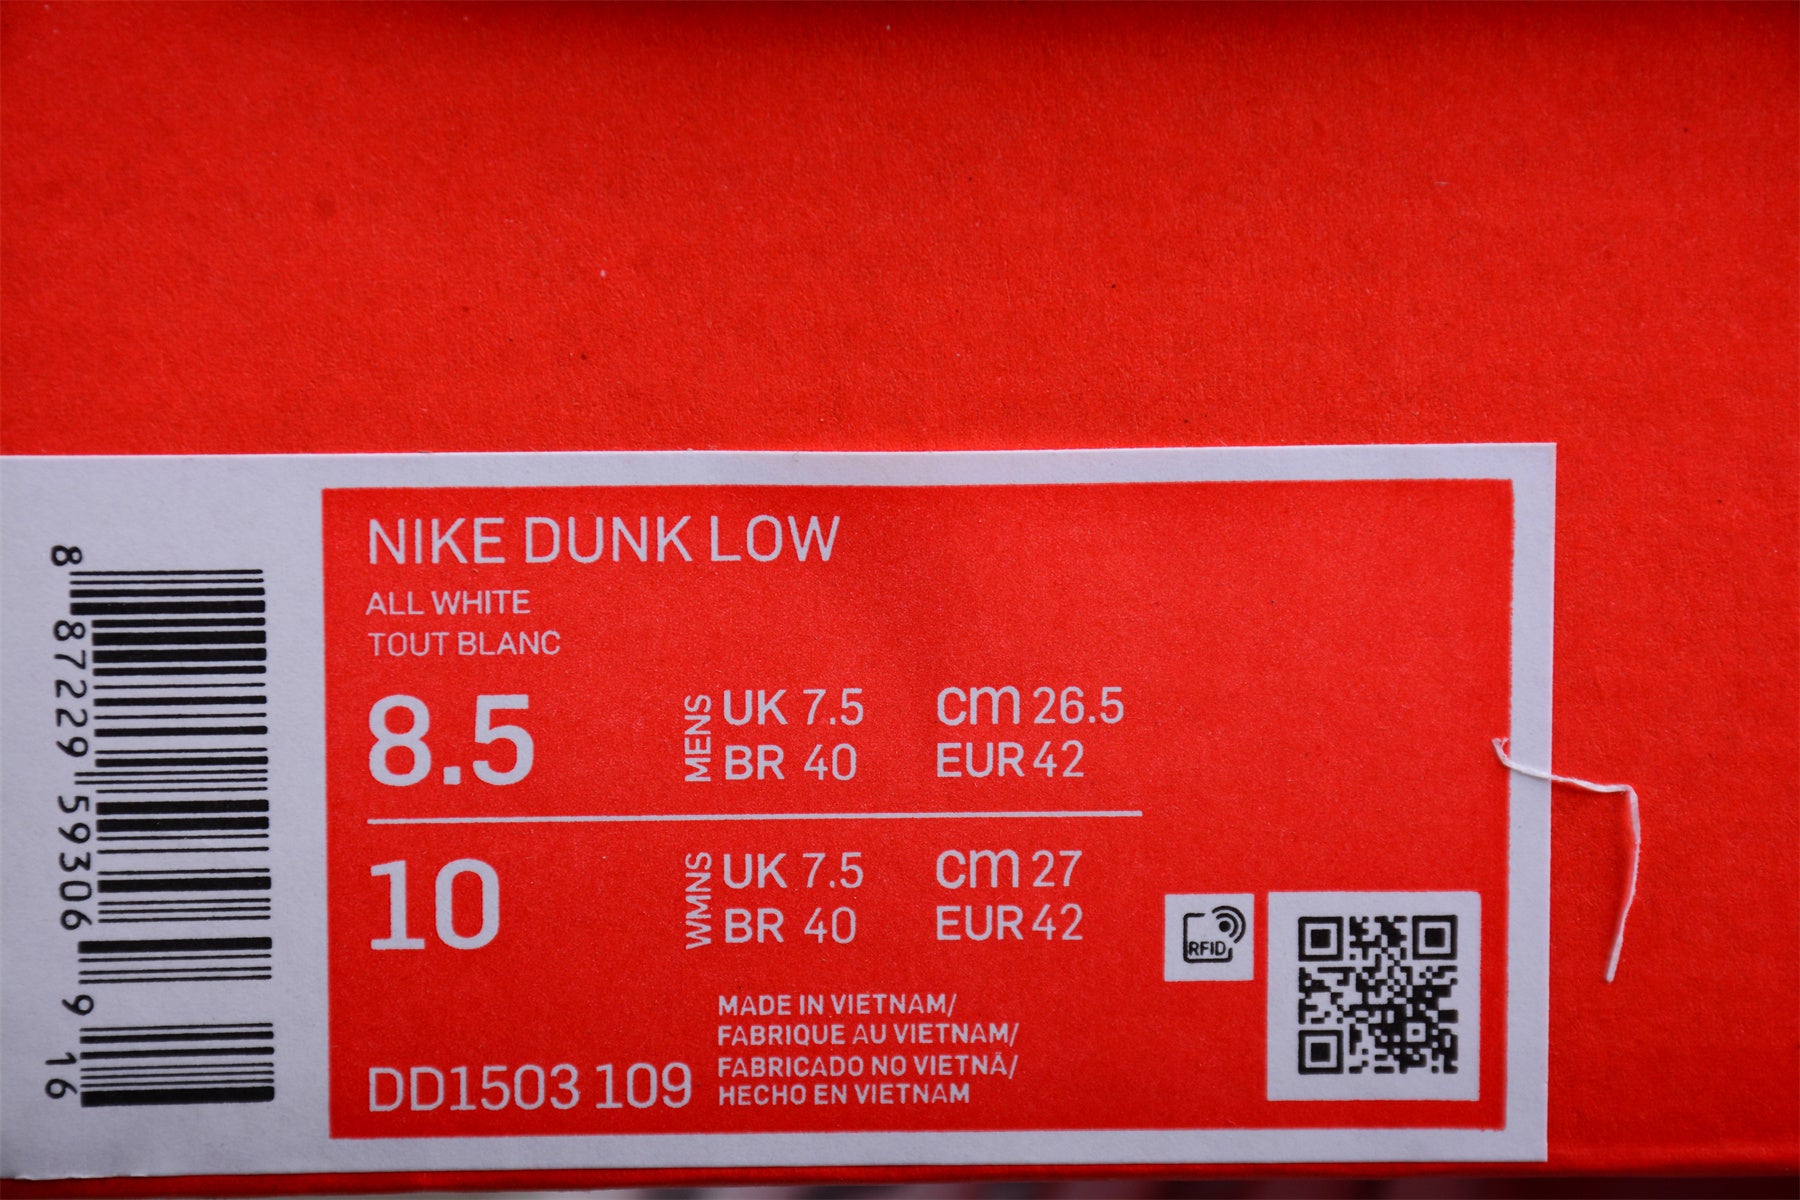 NIKE DUNK LOW
ALL WHITE
TOUT BLANC
8.5
MENS
UK 7.5
cm 26.5
BR 40
EUR 42
10
WMNS
UK 7.5
cm 27
BR 40
EUR 42
RFID
MADE IN VIETNAM/
FABRIQUE AU VIETNAM/
FABRICADO NO VIETNÃ/
HECHO EN VIETNAM
DD1503 109
8 87229 59306 9 16